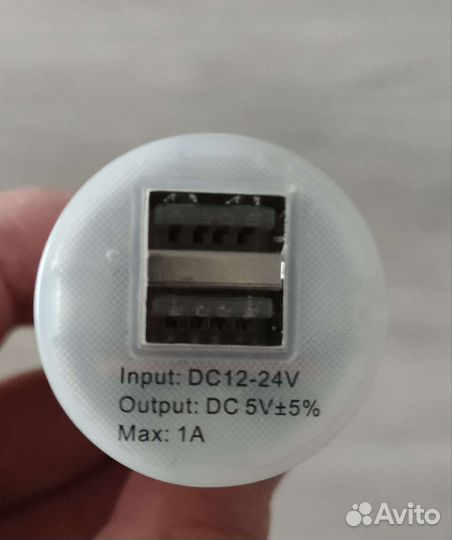 Input: DC12-24V
Output: DC 5V±5%
Max: 1A
Avito